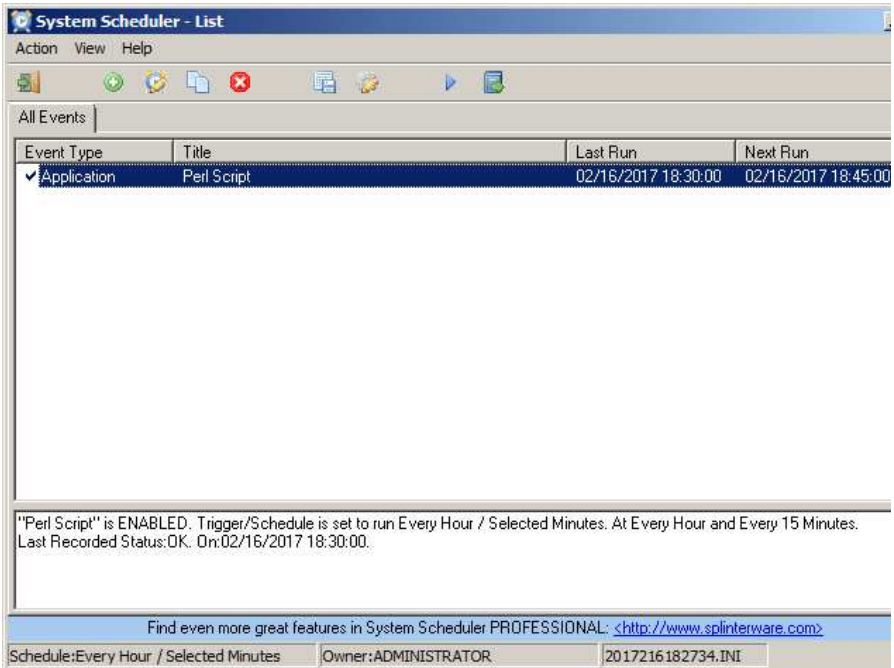 System Scheduler - List
Action View Help
All Events
Event Type Title Last Run Next Run
Application Perl Script 02/16/2017 18:30:00 02/16/2017 18:45:00
"Perl Script" is ENABLED. Trigger/Schedule is set to run Every Hour / Selected Minutes. At Every Hour and Every 15 Minutes.
Last Recorded Status:OK. On:02/16/2017 18:30:00.
Find even more great features in System Scheduler PROFESSIONAL: <http://www.splinterware.com>
Schedule:Every Hour / Selected Minutes Owner:ADMINISTRATOR 2017216182734.INI